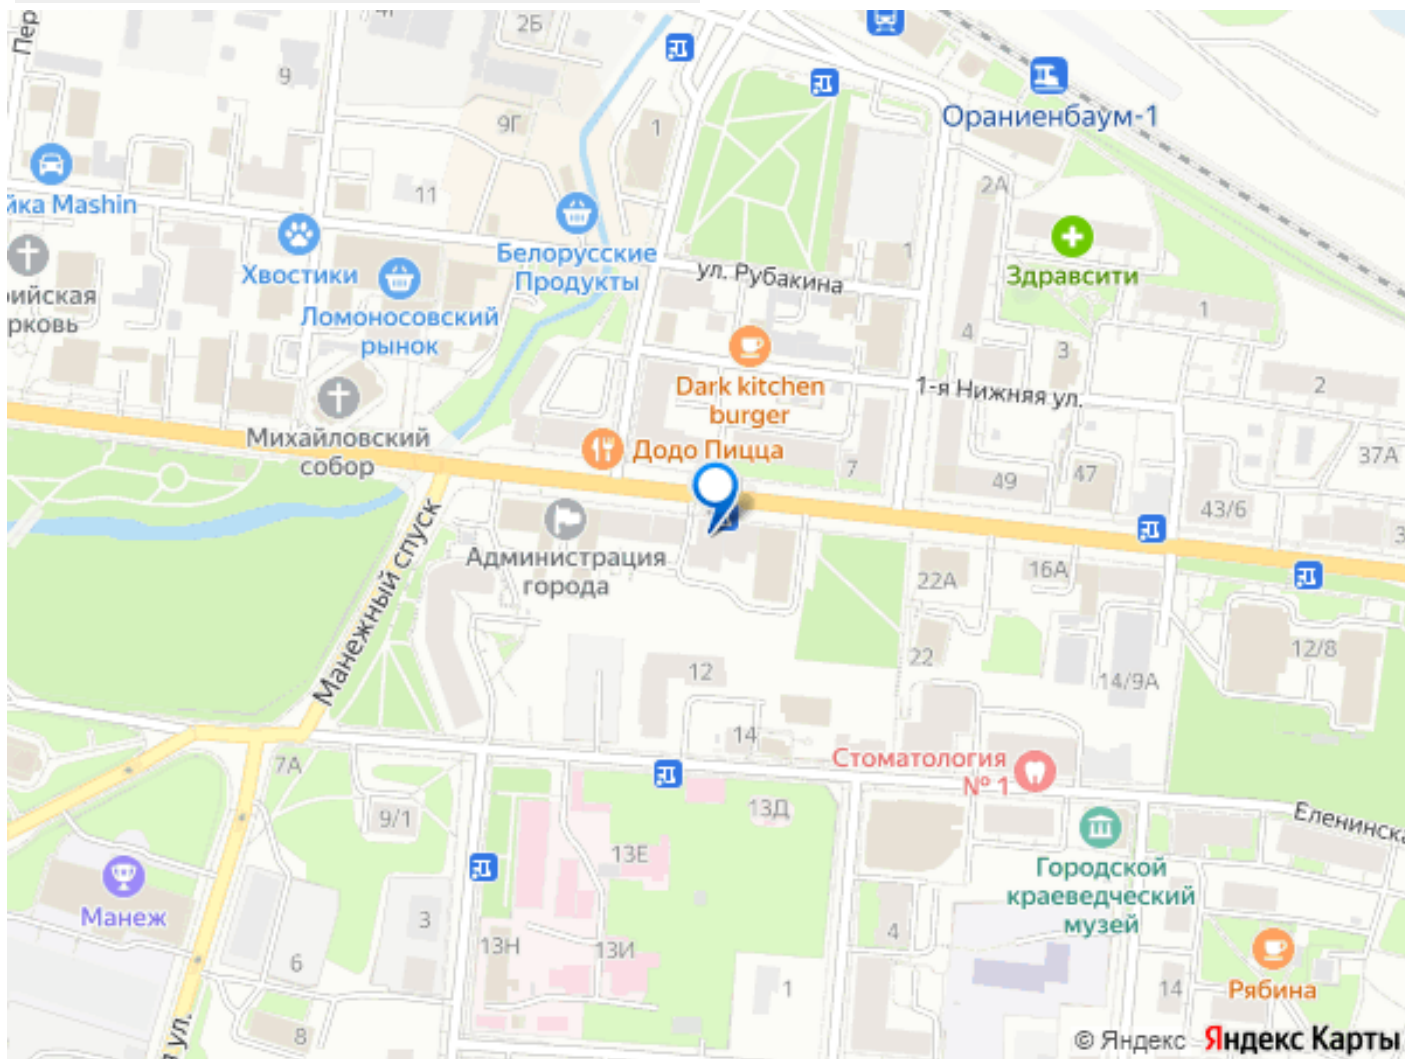 Пер
4Г
2Б
9
9Г
1
11
йка Mashin
Хвостики
Ломоносовский
рынок
Белорусские
Продукты
рийская
рковь
Михайловский
собор
ул. Рубакина
1
Ораниенбаум-1
2А
Здравсити
1
4
3
2
Dark kitchen
burger
1-я Нижняя ул.
Додо Пицца
7
49
47
37А
43/6
3
Администрация
города
Манежный спуск
22А
16А
22
12/8
14/9А
12
14
7А
9/1
Стоматология
№ 1
Еленинска
13Д
13Е
Городской
краеведческий
музей
Манеж
3
13Н
13И
4
6
8
1
14
Рябина
я ул.
© Яндекс Яндекс Карты